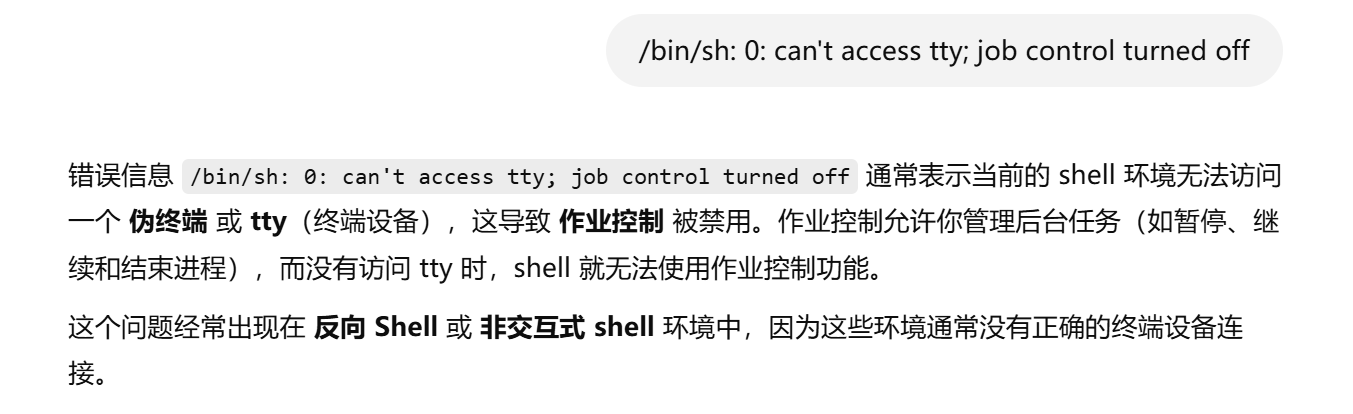 /bin/sh: 0: can't access tty; job control turned off
错误信息 /bin/sh: 0: can't access tty; job control turned off 通常表示当前的 shell 环境无法访问
一个 伪终端 或 tty（终端设备），这导致 作业控制 被禁用。作业控制允许你管理后台任务（如暂停、继
续和结束进程），而没有访问 tty 时，shell 就无法使用作业控制功能。
这个问题经常出现在 反向 Shell 或 非交互式 shell 环境中，因为这些环境通常没有正确的终端设备连
接。